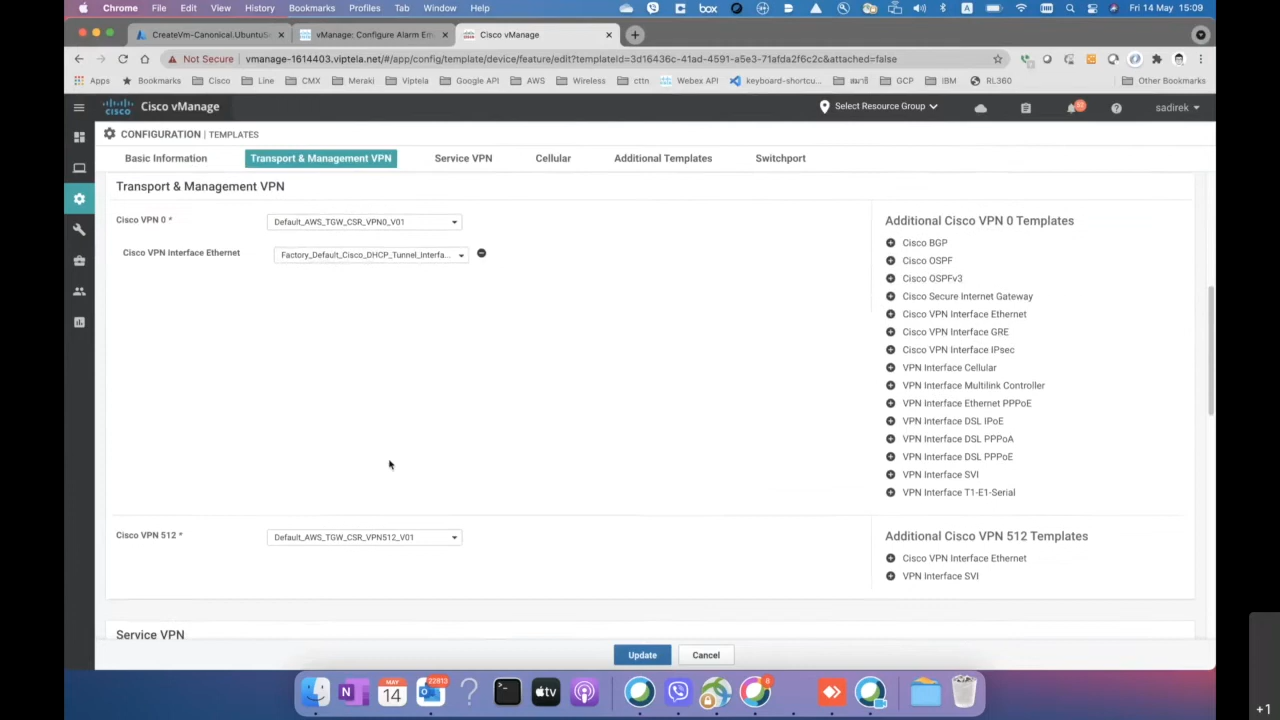 Chrome File Edit View History Bookmarks Profiles Tab Window Help box Fri 14 May 15:09
CreateVm-Canonical.UbuntuS vManage: Configure Alarm Em Cisco vManage
Not Secure vmanage-1614403.viptela.net/#/app/config/template/device/feature/edit?templateId=3d16436c-41ad-4591-a5e3-71afda2f6c2c&attached=false
Apps Bookmarks Cisco Line CMX Meraki Viptela Google API AWS Wireless cttn Webex API keyboard-shortcu... GCP IBM RL360 Other Bookmarks
CISCO Cisco vManage Select Resource Group sadirek
CONFIGURATION | TEMPLATES
Basic Information Transport & Management VPN Service VPN Cellular Additional Templates Switchport
Transport & Management VPN
Cisco VPN 0 * Default_AWS_TGW_CSR_VPN0_V01
Cisco VPN Interface Ethernet Factory_Default_Cisco_DHCP_Tunnel_Interfa...
Additional Cisco VPN 0 Templates
Cisco BGP
Cisco OSPF
Cisco OSPFv3
Cisco Secure Internet Gateway
Cisco VPN Interface Ethernet
Cisco VPN Interface GRE
Cisco VPN Interface IPsec
VPN Interface Cellular
VPN Interface Multilink Controller
VPN Interface Ethernet PPPoE
VPN Interface DSL IPoE
VPN Interface DSL PPPoA
VPN Interface DSL PPPoE
VPN Interface SVI
VPN Interface T1-E1-Serial
Cisco VPN 512 * Default_AWS_TGW_CSR_VPN512_V01
Additional Cisco VPN 512 Templates
Cisco VPN Interface Ethernet
VPN Interface SVI
Service VPN
Update Cancel
MAY 14 22813 tv 8
+1